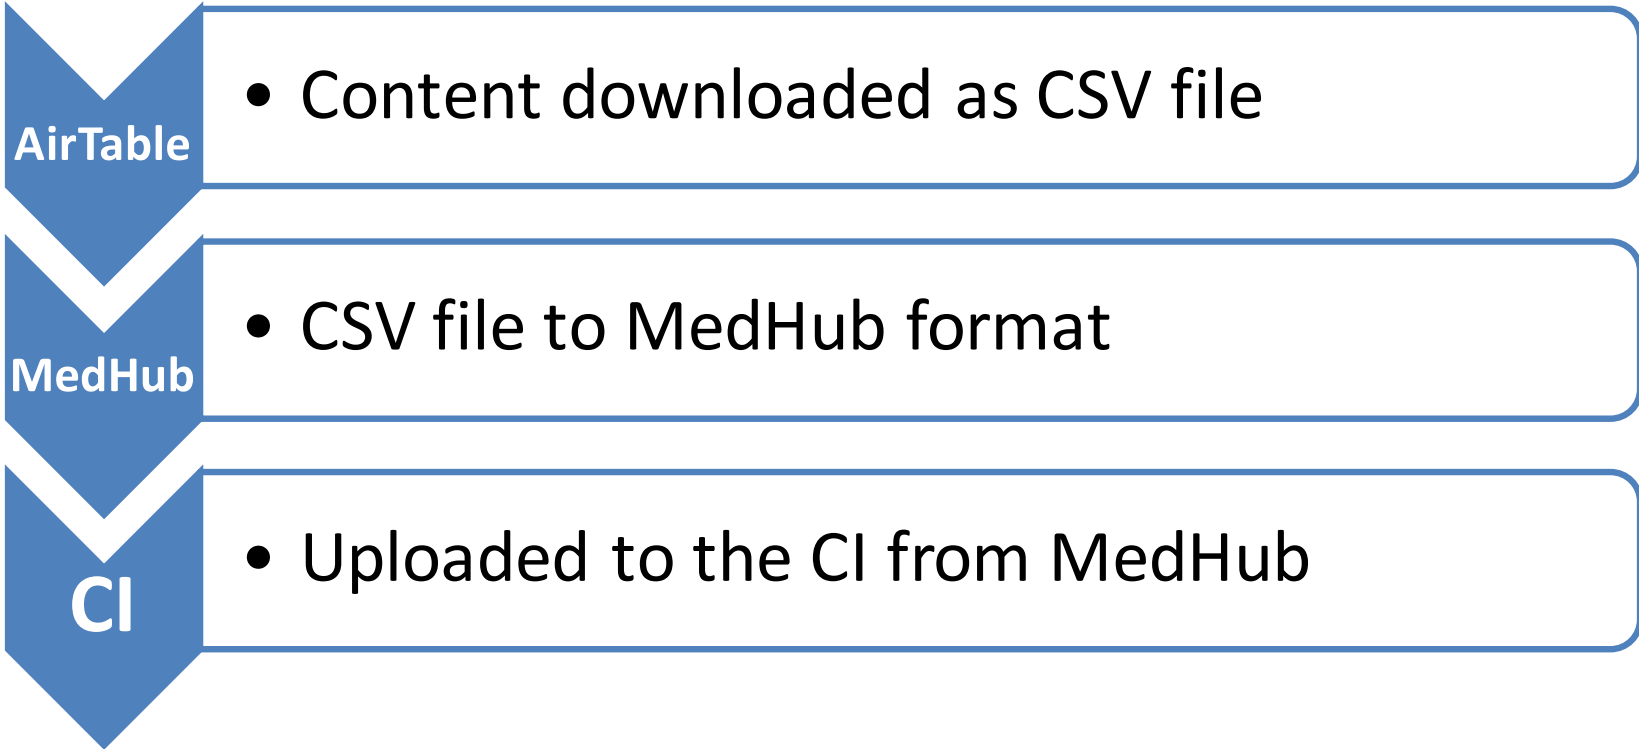 AirTable
• Content downloaded as CSV file
MedHub
• CSV file to MedHub format
CI
• Uploaded to the CI from MedHub